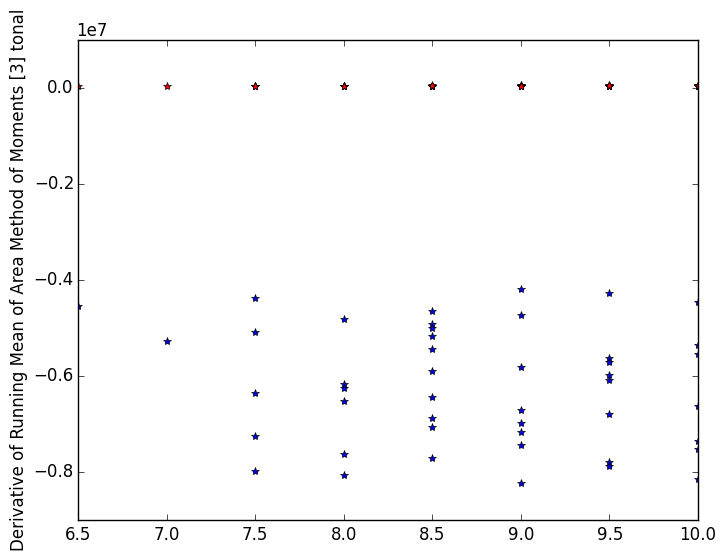 1e7
Derivative of Running Mean of Area Method of Moments [3] tonal
0.0
−0.2
−0.4
−0.6
−0.8
6.5 7.0 7.5 8.0 8.5 9.0 9.5 10.0